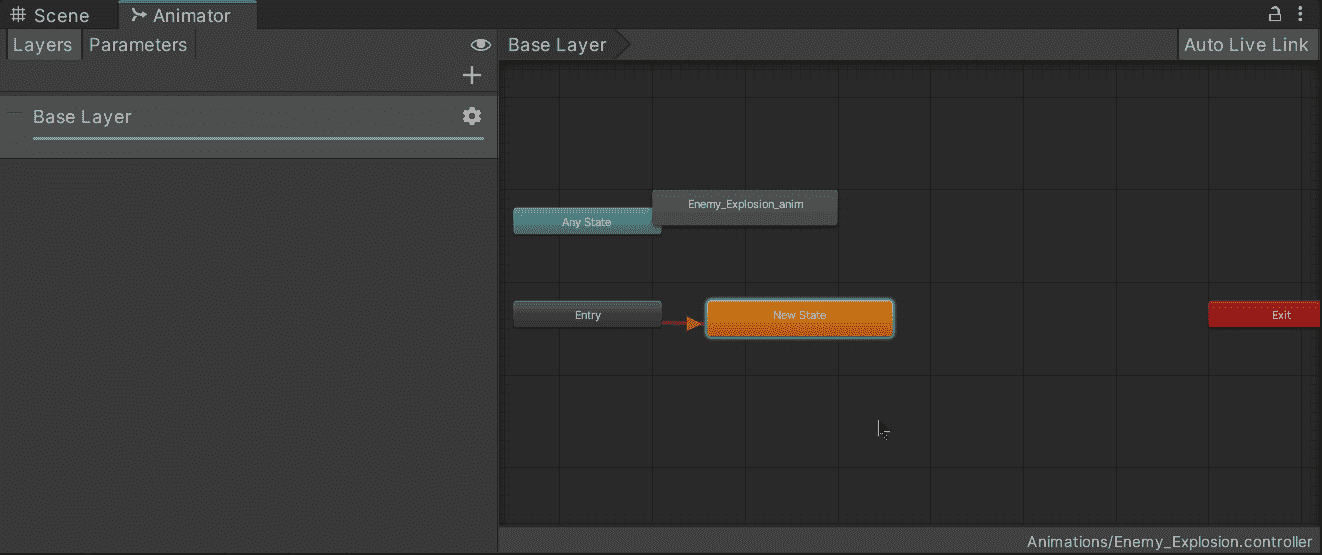 Scene
Animator
Layers
Parameters
Base Layer
Auto Live Link
Base Layer
Enemy_Explosion_anim
Any State
Entry
New State
Exit
Animations/Enemy_Explosion.controller